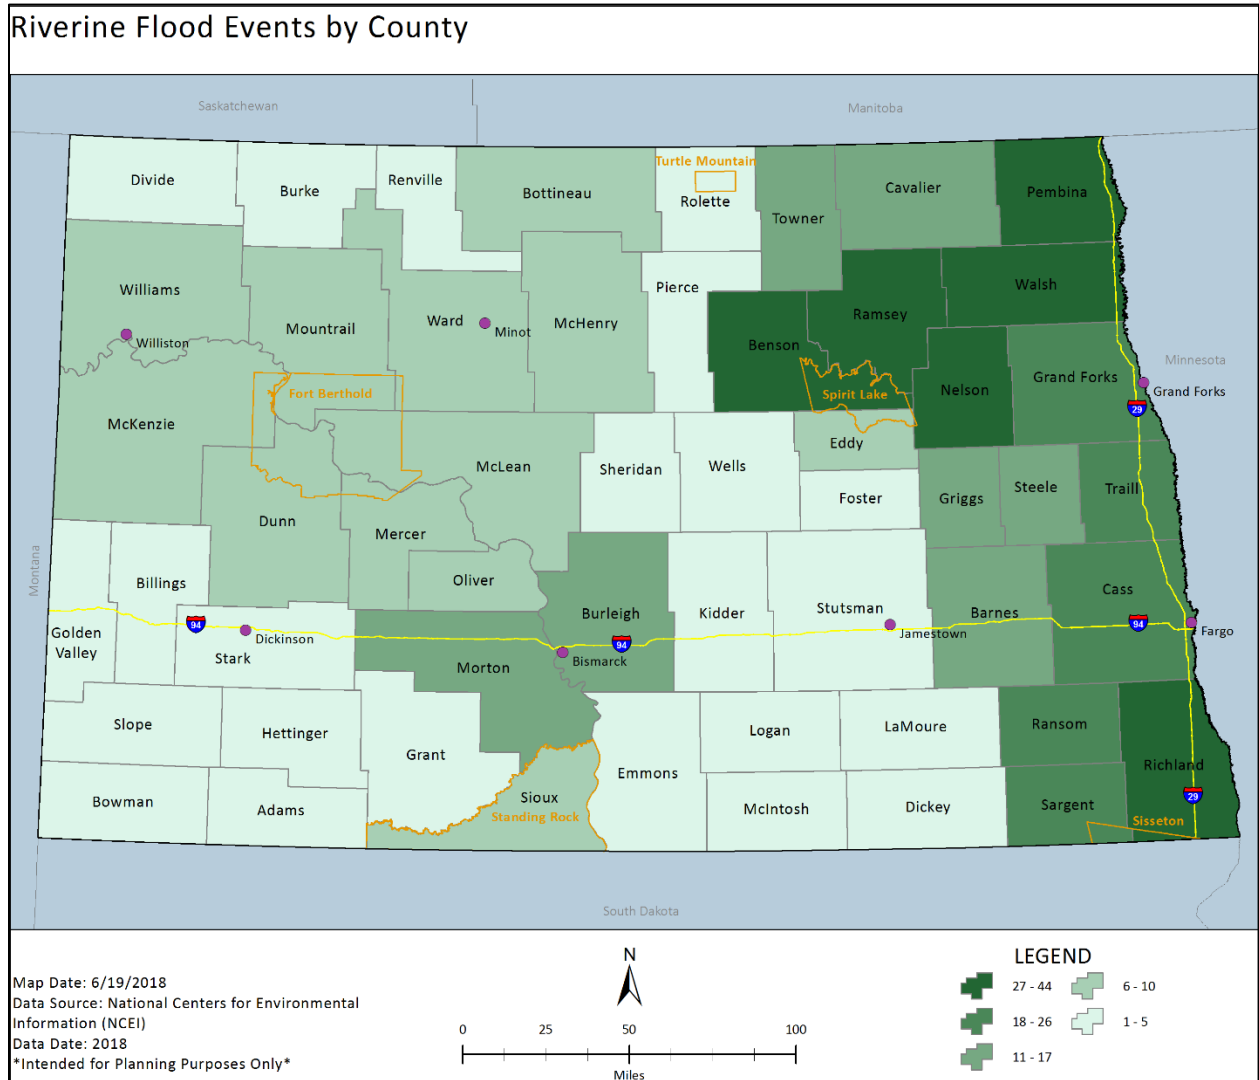 Riverine Flood Events by County
Saskatchewan
Manitoba
Divide
Burke
Renville
Bottineau
Turtle Mountain
Rolette
Towner
Cavalier
Pembina
Williams
Mountrail
Ward
Minot
McHenry
Pierce
Benson
Ramsey
Walsh
Williston
Minnesota
McKenzie
Fort Berthold
Spirit Lake
Nelson
Grand Forks
Grand Forks
29
McLean
Sheridan
Wells
Eddy
Foster
Griggs
Steele
Traill
Dunn
Mercer
Oliver
Montana
Billings
Golden
Valley
94
Dickinson
Stark
Burleigh
94
Kidder
Stutsman
Jamestown
Barnes
Cass
94
Fargo
Morton
Bismarck
Slope
Hettinger
Grant
Emmons
Logan
LaMoure
Ransom
Richland
29
Bowman
Adams
Sioux
Standing Rock
McIntosh
Dickey
Sargent
Sisseton
South Dakota
Map Date: 6/19/2018
Data Source: National Centers for Environmental
Information (NCEI)
Data Date: 2018
*Intended for Planning Purposes Only*
N
0 25 50 100
Miles
LEGEND
27 - 44 6 - 10
18 - 26 1 - 5
11 - 17